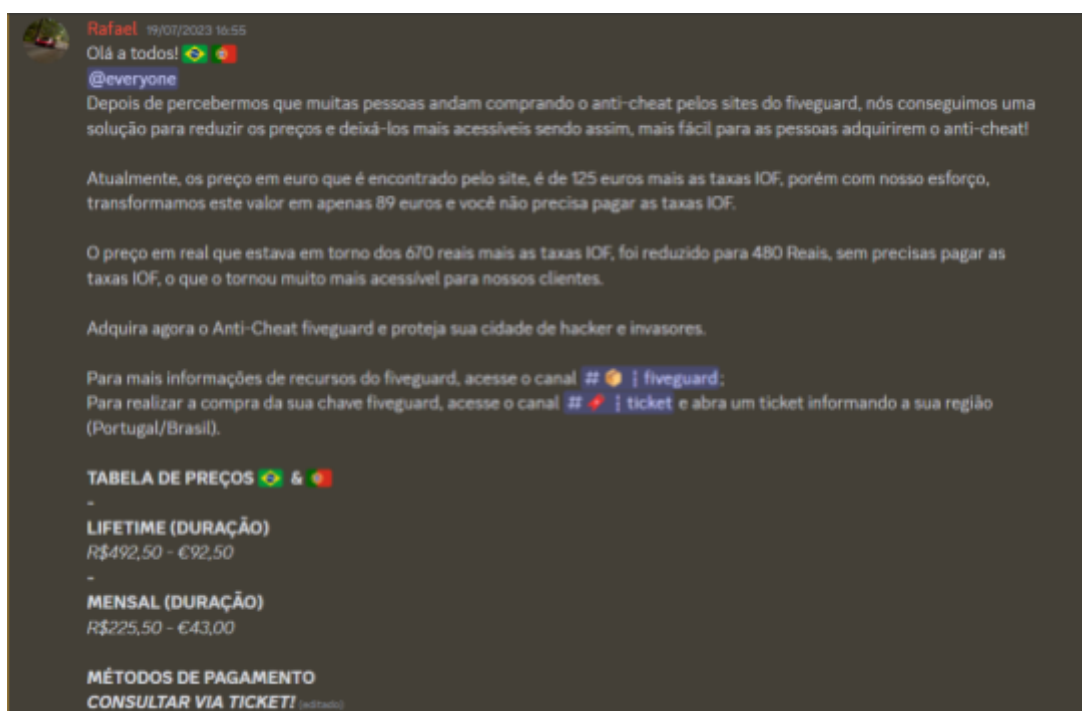 Rafael 19/07/2023 16:55
Olá a todos! 🇧🇷 🇵🇹
@everyone
Depois de percebermos que muitas pessoas andam comprando o anti-cheat pelos sites do fiveguard, nós conseguimos uma
solução para reduzir os preços e deixá-los mais acessíveis sendo assim, mais fácil para as pessoas adquirirem o anti-cheat!
Atualmente, os preço em euro que é encontrado pelo site, é de 125 euros mais as taxas IOF, porém com nosso esforço,
transformamos este valor em apenas 89 euros e você não precisa pagar as taxas IOF.
O preço em real que estava em torno dos 670 reais mais as taxas IOF, foi reduzido para 480 Reais, sem precisas pagar as
taxas IOF, o que o tornou muito mais acessível para nossos clientes.
Adquira agora o Anti-Cheat fiveguard e proteja sua cidade de hacker e invasores.
Para mais informações de recursos do fiveguard, acesse o canal # 📦 ┆ fiveguard;
Para realizar a compra da sua chave fiveguard, acesse o canal # 🧨 ┆ ticket e abra um ticket informando a sua região
(Portugal/Brasil).
TABELA DE PREÇOS 🇧🇷 & 🇵🇹
-
LIFETIME (DURAÇÃO)
R$492,50 - €92,50
-
MENSAL (DURAÇÃO)
R$225,50 - €43,00
MÉTODOS DE PAGAMENTO
CONSULTAR VIA TICKET! (editado)